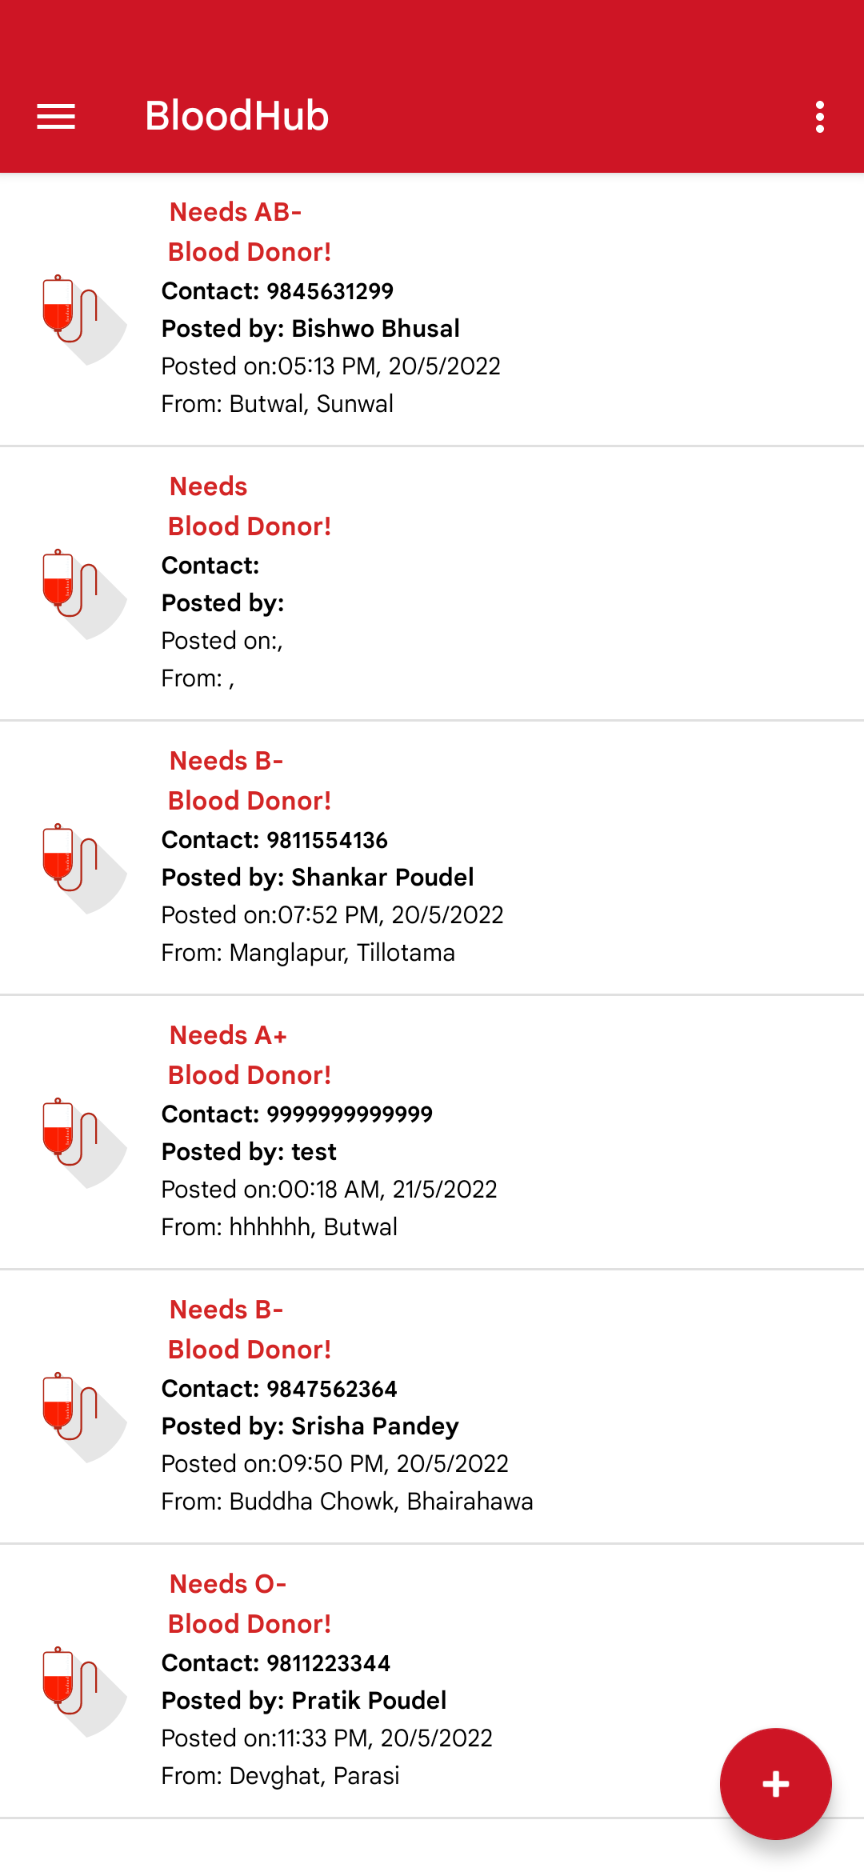 BloodHub
Needs AB-
Blood Donor!
Contact: 9845631299
Posted by: Bishwo Bhusal
Posted on:05:13 PM, 20/5/2022
From: Butwal, Sunwal
Needs
Blood Donor!
Contact:
Posted by:
Posted on:,
From: ,
Needs B-
Blood Donor!
Contact: 9811554136
Posted by: Shankar Poudel
Posted on:07:52 PM, 20/5/2022
From: Manglapur, Tillotama
Needs A+
Blood Donor!
Contact: 9999999999999
Posted by: test
Posted on:00:18 AM, 21/5/2022
From: hhhhhh, Butwal
Needs B-
Blood Donor!
Contact: 9847562364
Posted by: Srisha Pandey
Posted on:09:50 PM, 20/5/2022
From: Buddha Chowk, Bhairahawa
Needs O-
Blood Donor!
Contact: 9811223344
Posted by: Pratik Poudel
Posted on:11:33 PM, 20/5/2022
From: Devghat, Parasi